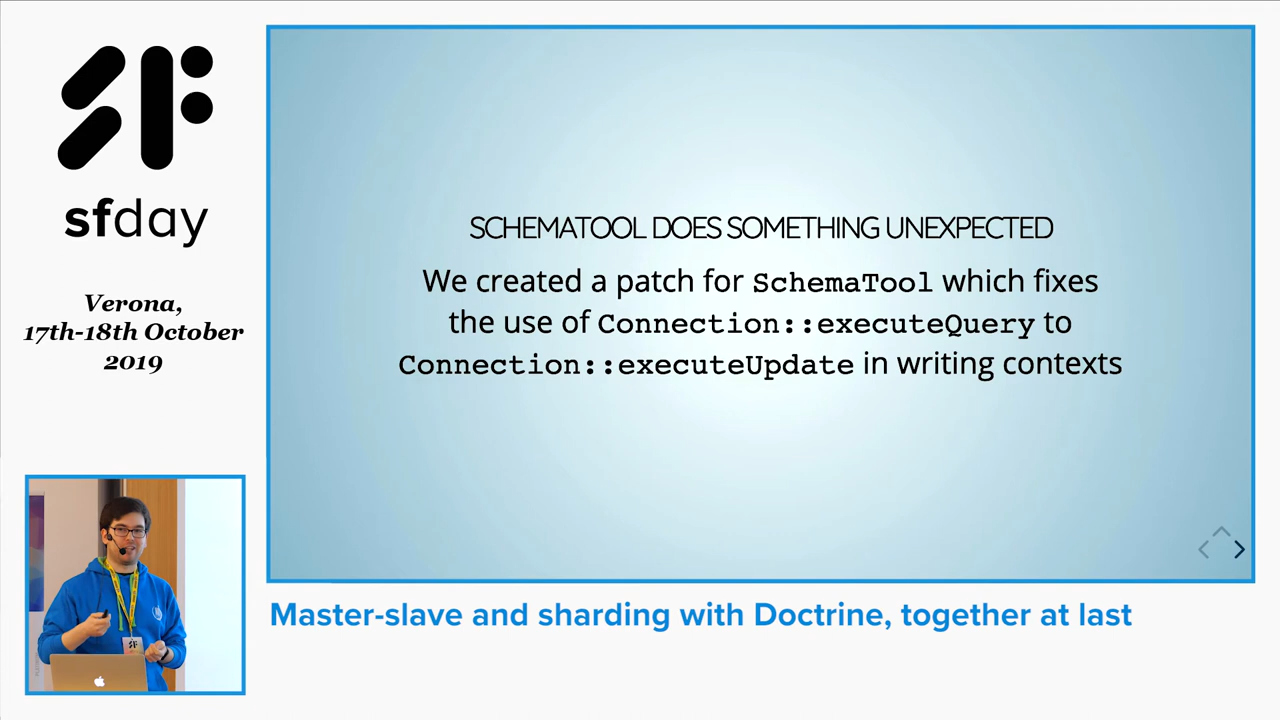 sfday
Verona,
17th-18th October
2019
SCHEMATOOL DOES SOMETHING UNEXPECTED
We created a patch for SchemaTool which fixes
the use of Connection::executeQuery to
Connection::executeUpdate in writing contexts
Master-slave and sharding with Doctrine, together at last